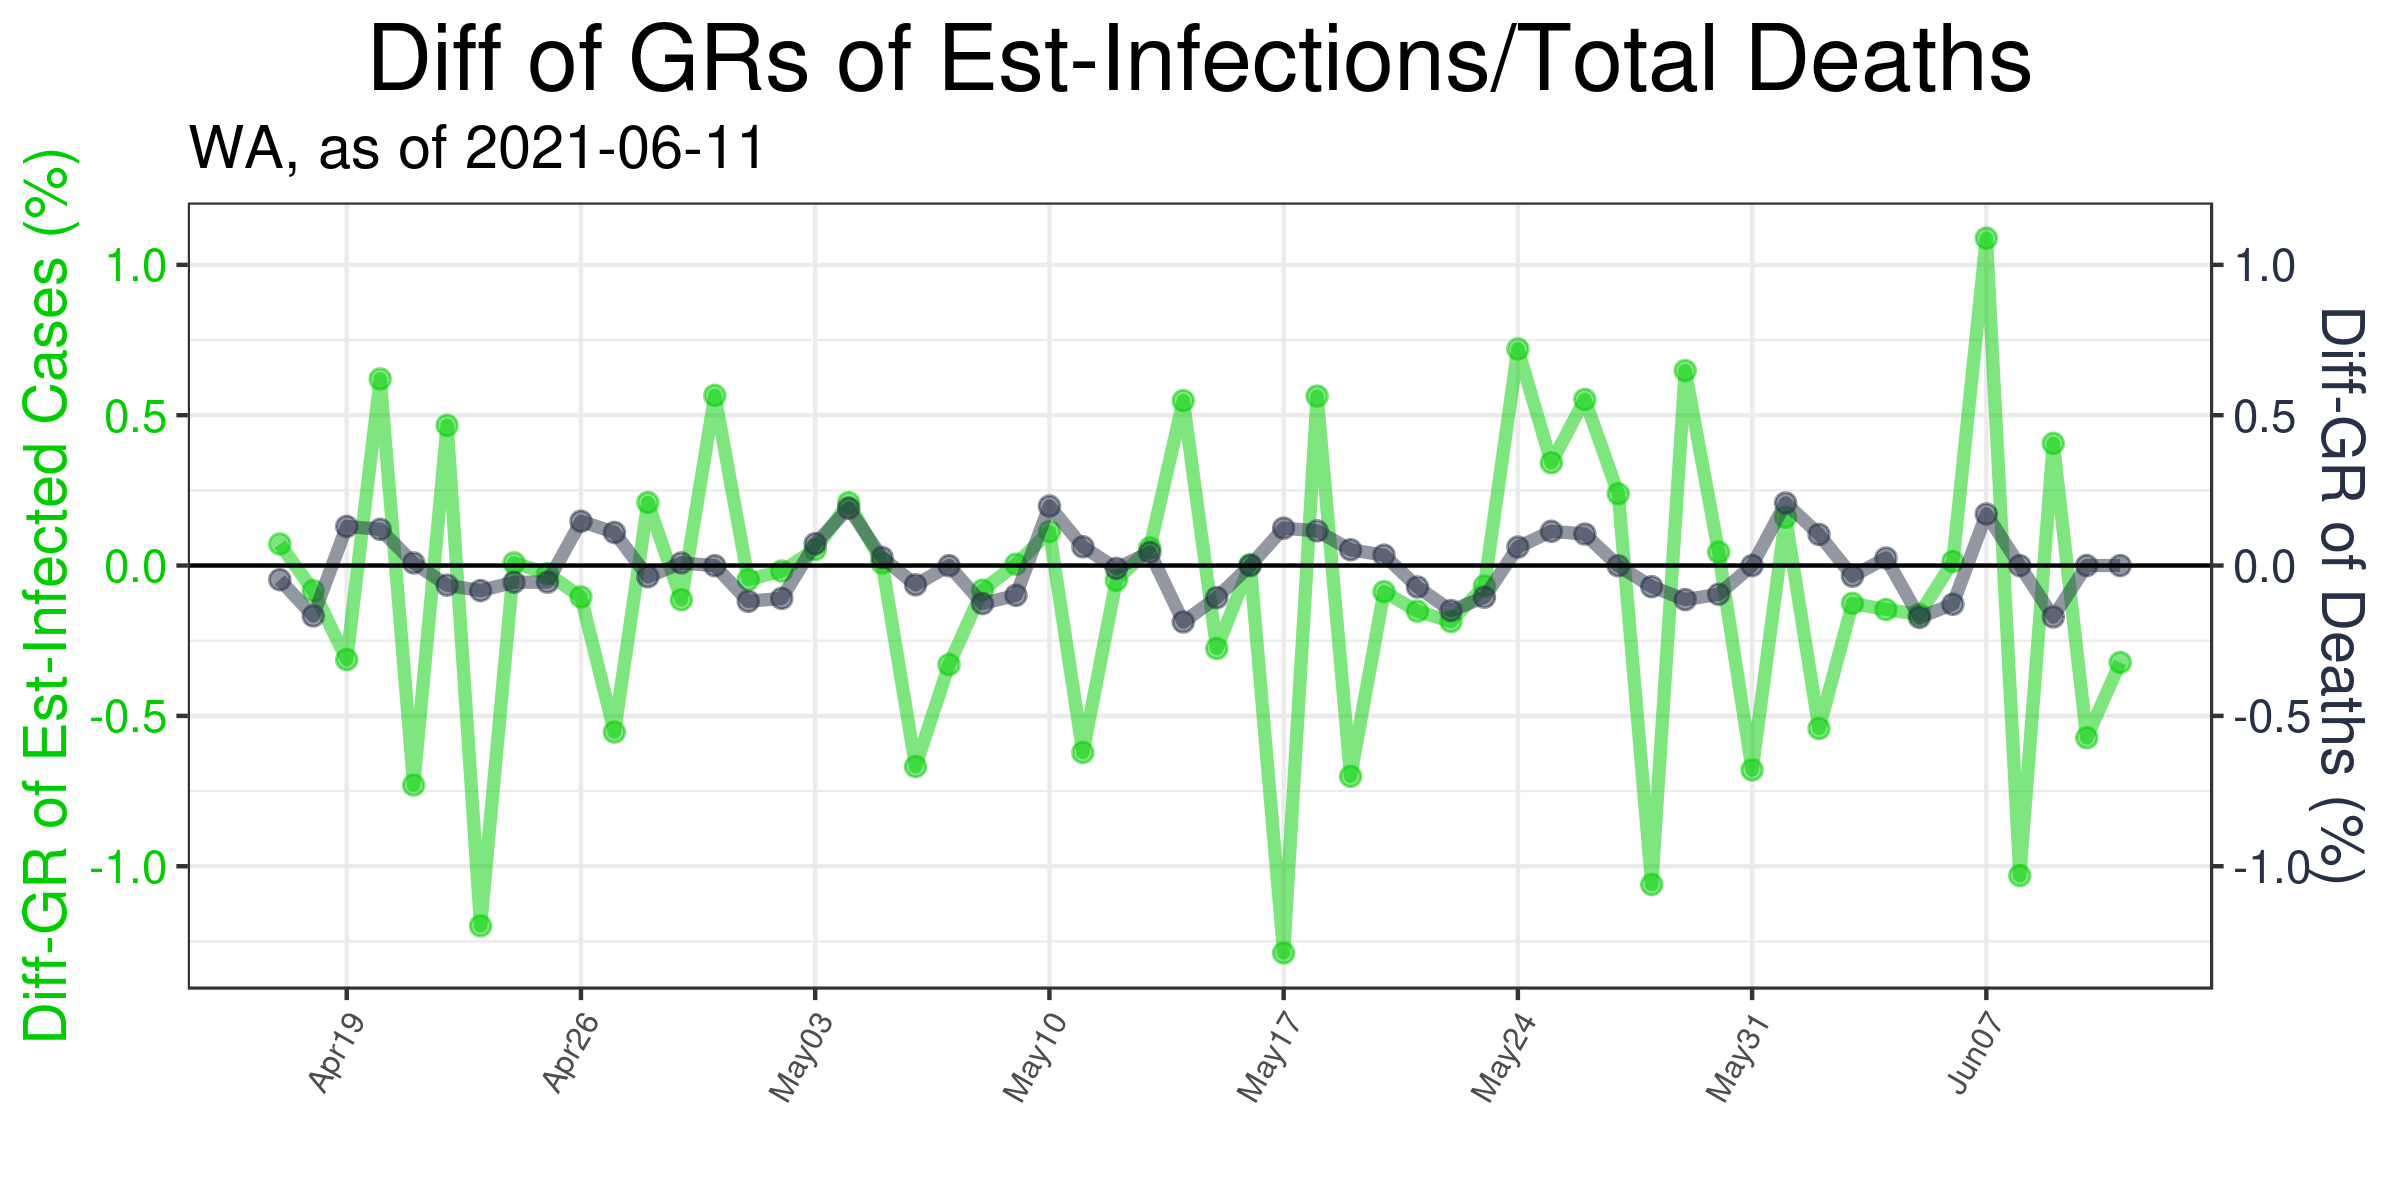 Diff of GRs of Est-Infections/Total Deaths
WA, as of 2021-06-11
Diff-GR of Est-Infected Cases (%)
1.0
0.5
0.0
-0.5
-1.0
1.0
0.5
0.0
-0.5
-1.0
Diff-GR of Deaths (%)
Apr19
Apr26
May03
May10
May17
May24
May31
Jun07